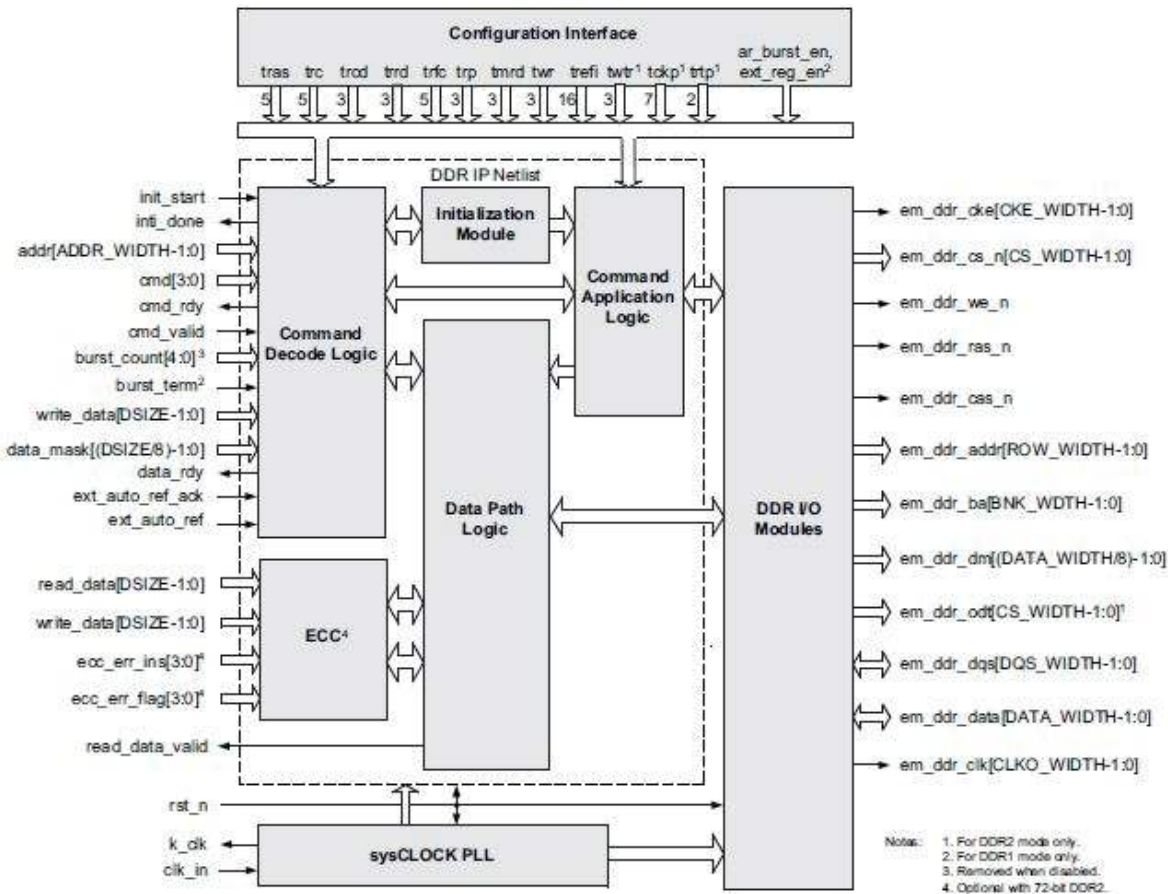 Configuration Interface
ar_burst_en,
tras trc trcd trrd trfc trp tmrd twr trefi twtr¹ tckp¹ trtp¹ ext_reg_en²
5 5 3 3 5 3 3 3 16 3 7 2
DDR IP Netlist
init_start
inti_done
addr[ADDR_WIDTH-1:0]
cmd[3:0]
cmd_rdy
cmd_valid
burst_count[4:0]³
burst_term²
write_data[DSIZE-1:0]
data_mask[(DSIZE/8)-1:0]
data_rdy
ext_auto_ref_ack
ext_auto_ref
read_data[DSIZE-1:0]
write_data[DSIZE-1:0]
ecc_err_ins[3:0]⁴
ecc_err_flag[3:0]⁴
read_data_valid
rst_n
k_clk
clk_in
Command
Decode Logic
Initialization
Module
Command
Application
Logic
Data Path
Logic
ECC⁴
sysCLOCK PLL
DDR I/O
Modules
em_ddr_cke[CKE_WIDTH-1:0]
em_ddr_cs_n[CS_WIDTH-1:0]
em_ddr_we_n
em_ddr_ras_n
em_ddr_cas_n
em_ddr_addr[ROW_WIDTH-1:0]
em_ddr_ba[BNK_WDTH-1:0]
em_ddr_dm[(DATA_WIDTH/8)-1:0]
em_ddr_odt[CS_WIDTH-1:0]¹
em_ddr_dqs[DQS_WIDTH-1:0]
em_ddr_data[DATA_WIDTH-1:0]
em_ddr_clk[CLKO_WIDTH-1:0]
Notes: 1. For DDR2 mode only.
2. For DDR1 mode only.
3. Removed when disabled.
4. Optional with 72-bit DDR2.